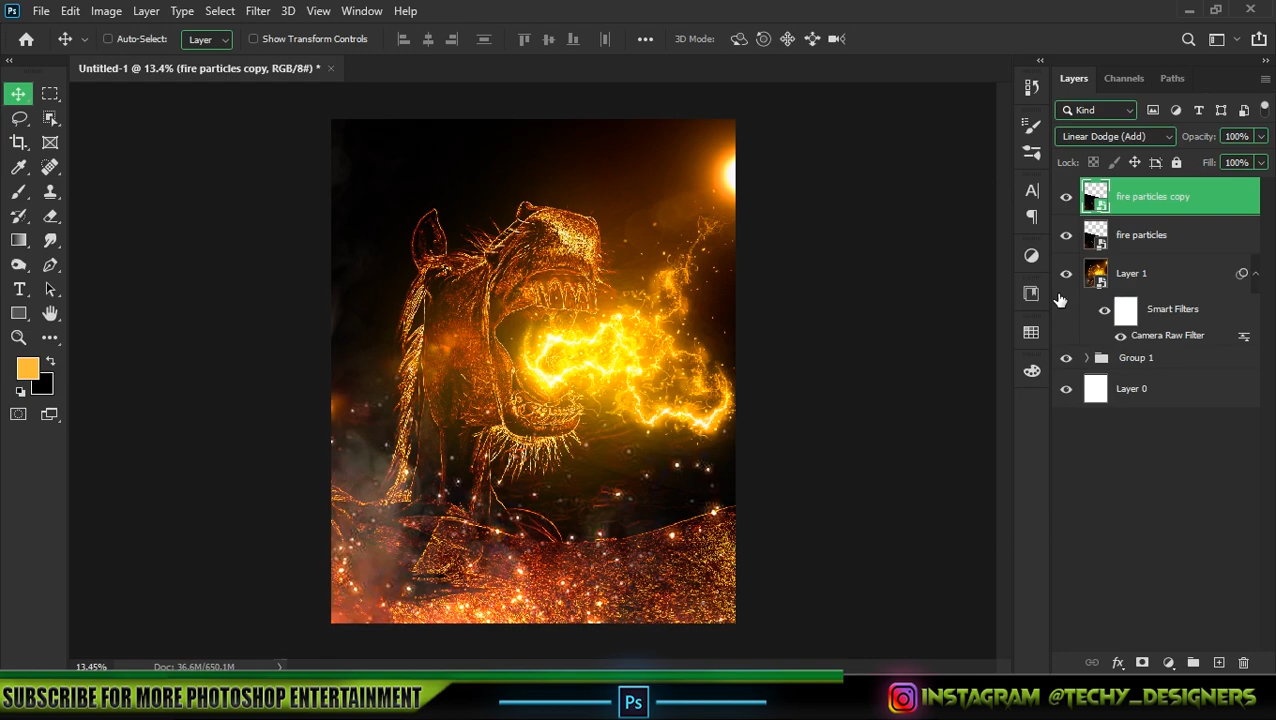 Ps File Edit Image Layer Type Select Filter 3D View Window Help
Auto-Select: Layer Show Transform Controls 3D Mode:
Untitled-1 @ 13.4% (fire particles copy, RGB/8#) *
Layers Channels Paths
Kind
Linear Dodge (Add) Opacity: 100%
Lock: Fill: 100%
fire particles copy
fire particles
Layer 1
Smart Filters
Camera Raw Filter
Group 1
Layer 0
13.45% Doc: 36.6M/650.1M
SUBSCRIBE FOR MORE PHOTOSHOP ENTERTAINMENT Ps INSTAGRAM @TECHY_DESIGNERS